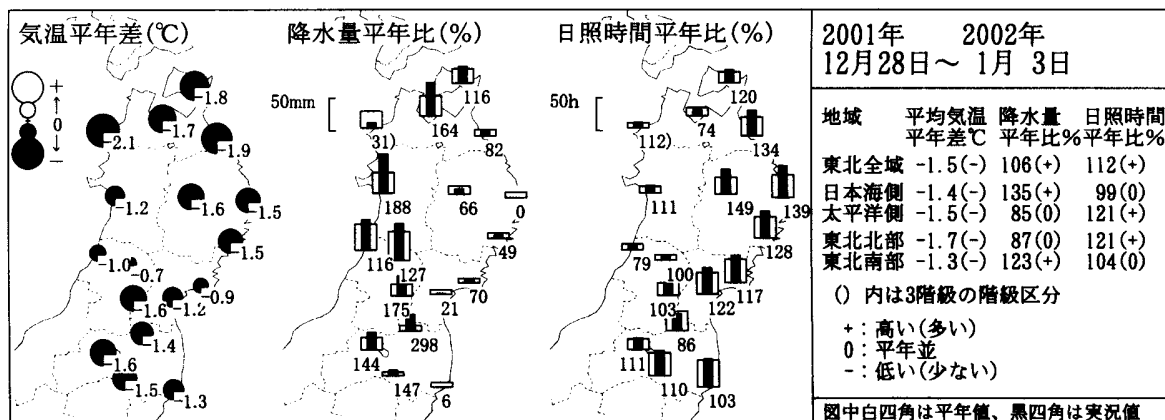 気温平年差(℃)
+
↑
0
↓
−
-1.8
-1.7
-2.1
-1.9
-1.2
-1.6
-1.5
-1.5
-1.0
-0.7
-0.9
-1.6
-1.2
-1.4
-1.6
-1.5
-1.3
降水量平年比(%)
50mm
116
164
31)
82
188
66
0
49
116
127
70
175
21
298
144
147
6
日照時間平年比(%)
50h
120
74
112)
134
111
149
139
128
79
100
117
103
122
86
111
110
103
2001年 2002年
12月28日～ 1月 3日
地域 平均気温 降水量 日照時間
平年差℃ 平年比% 平年比%
東北全域 -1.5(-) 106(+) 112(+)
日本海側 -1.4(-) 135(+) 99(0)
太平洋側 -1.5(-) 85(0) 121(+)
東北北部 -1.7(-) 87(0) 121(+)
東北南部 -1.3(-) 123(+) 104(0)
() 内は3階級の階級区分
+：高い(多い)
0：平年並
-：低い(少ない)
図中白四角は平年値、黒四角は実況値